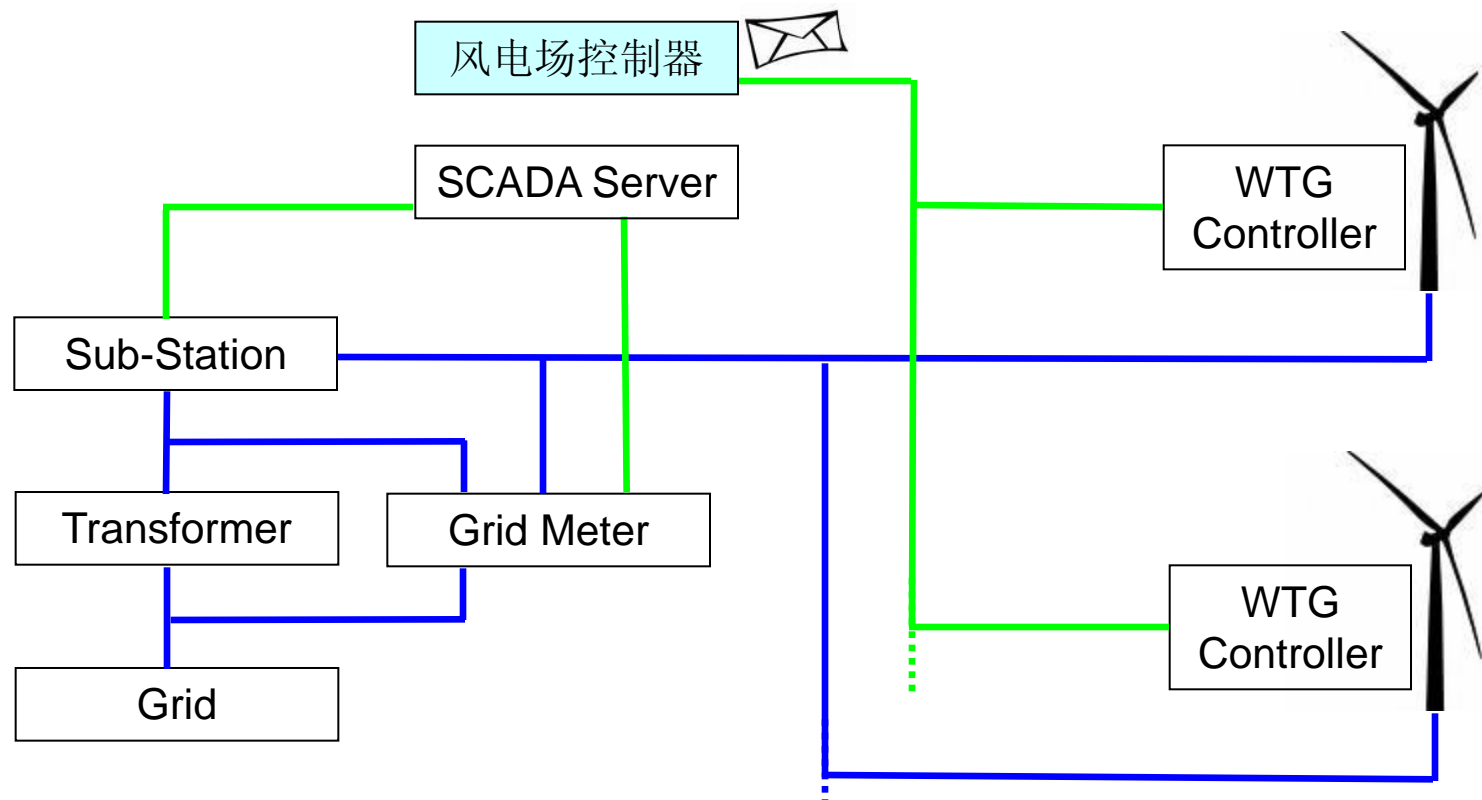 风电场控制器
SCADA Server
WTG
Controller
Sub-Station
Transformer
Grid Meter
WTG
Controller
Grid